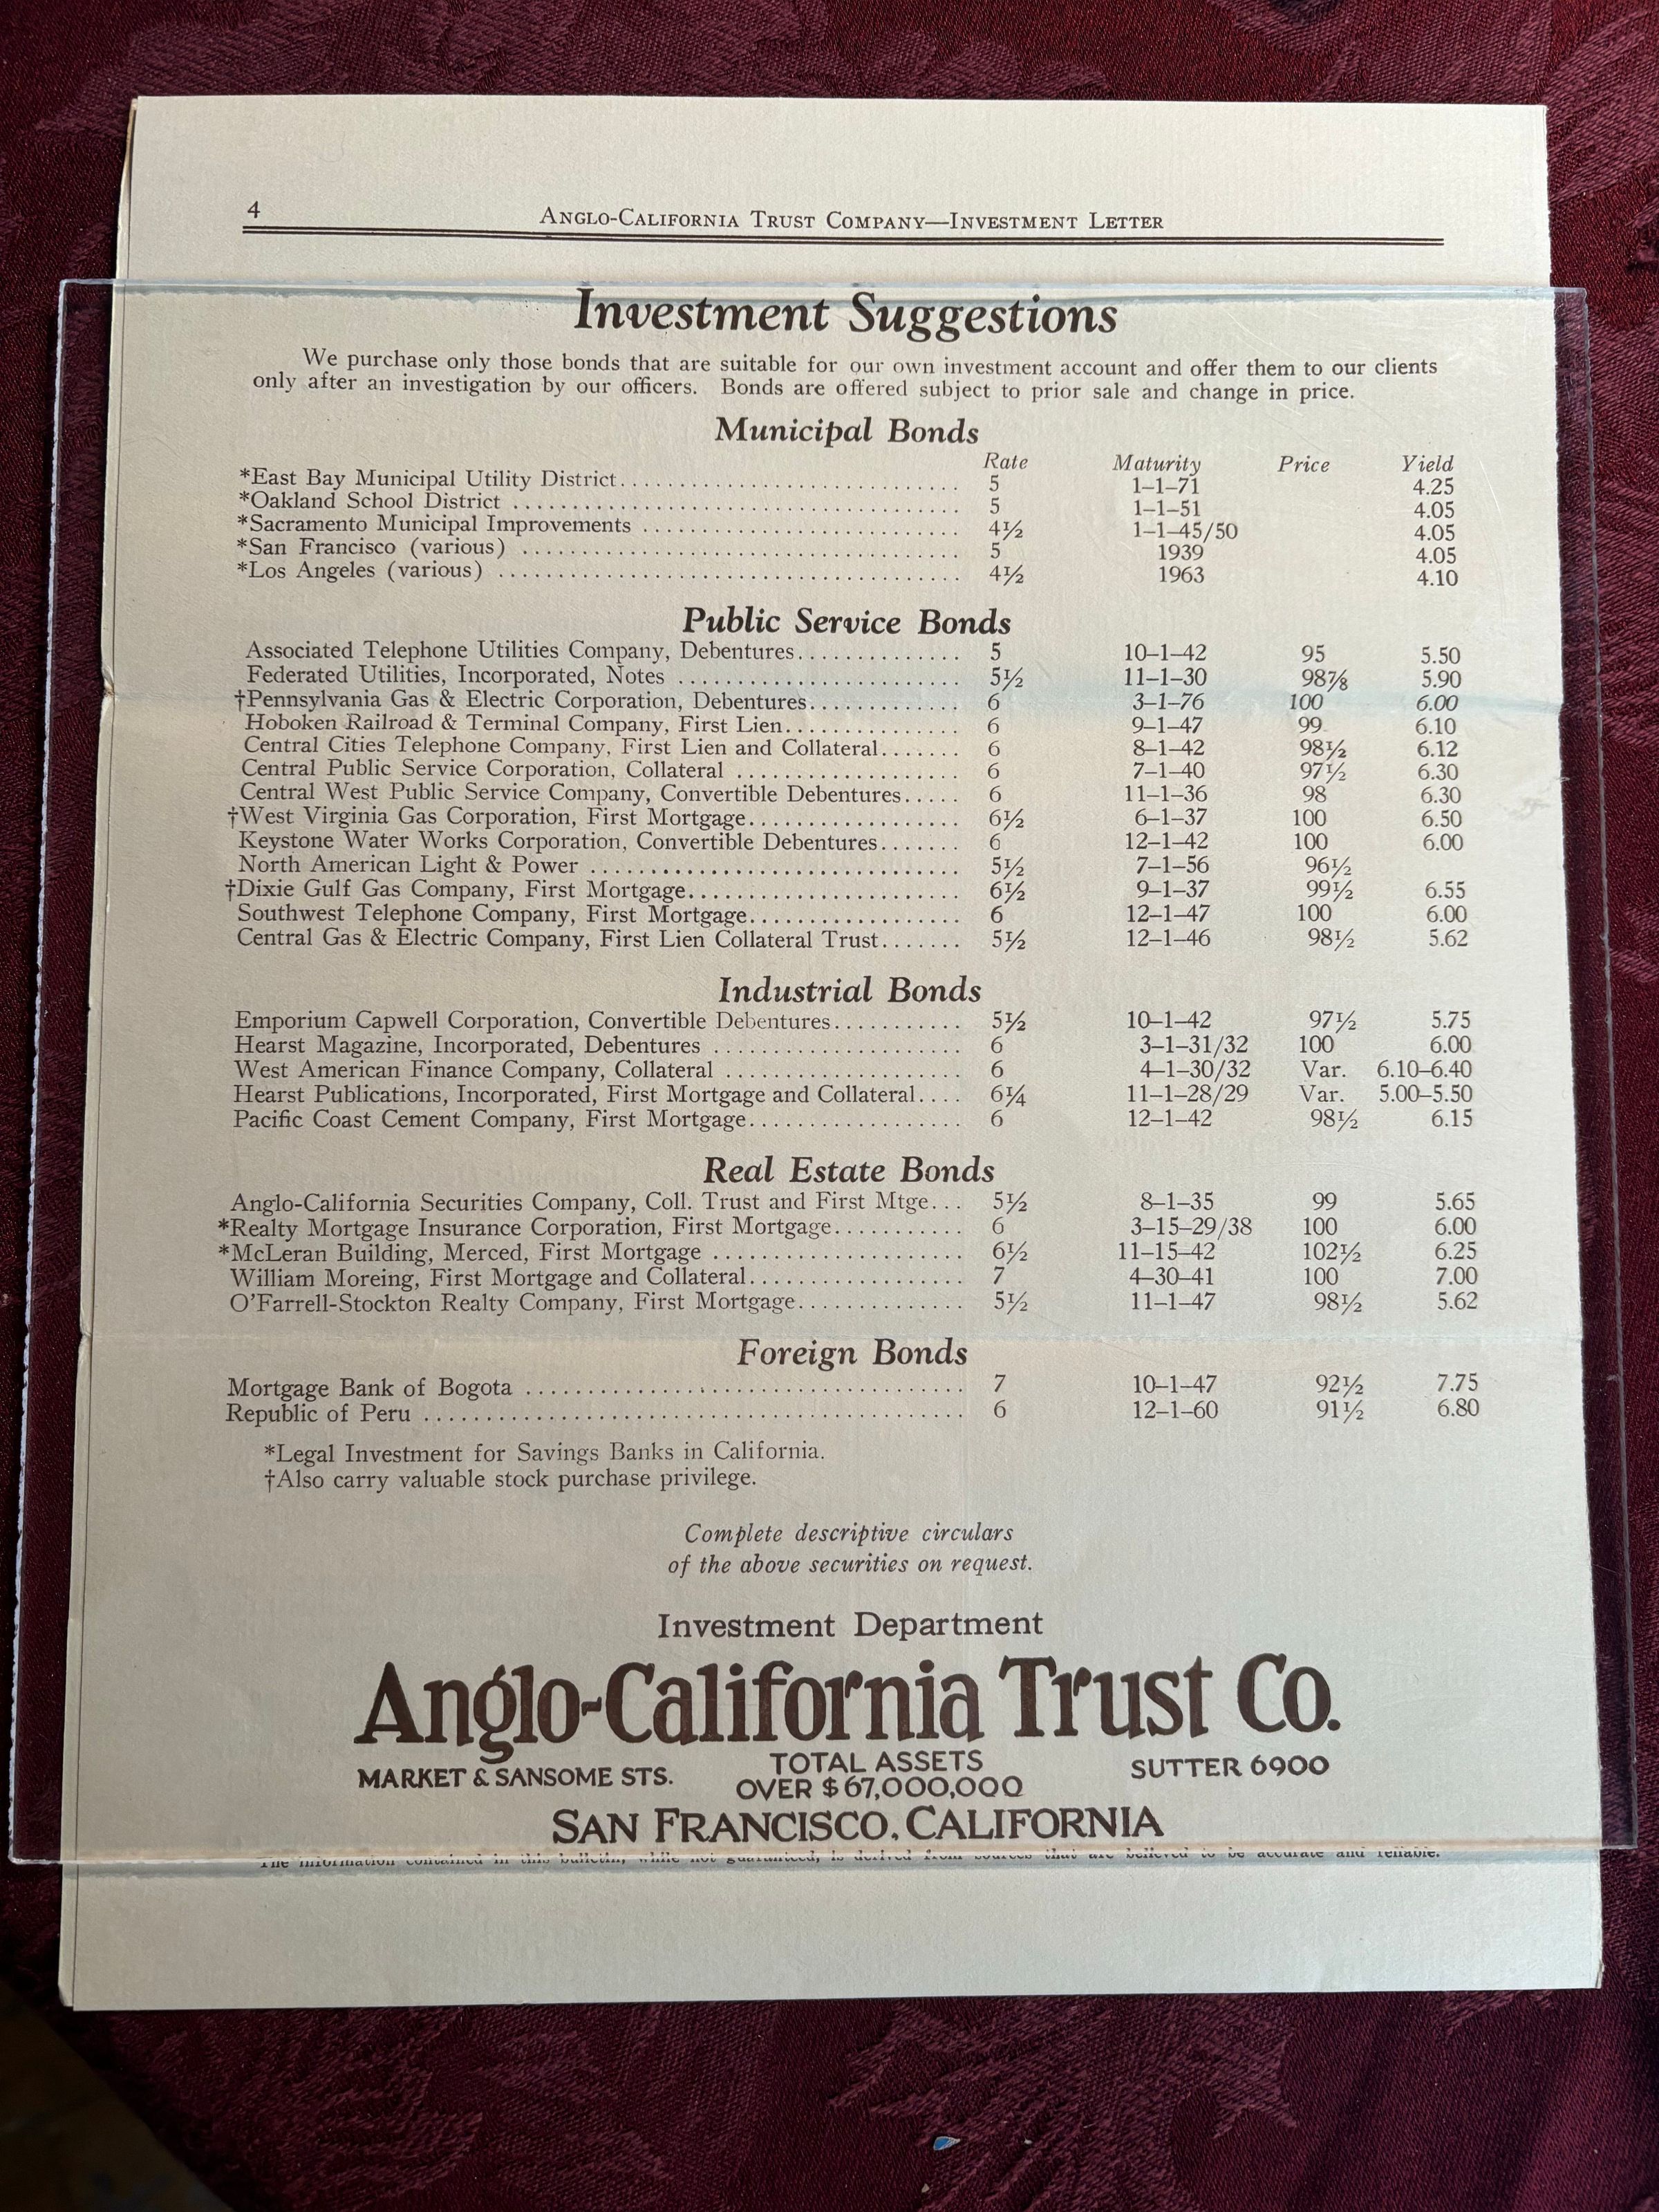 4
ANGLO-CALIFORNIA TRUST COMPANY—INVESTMENT LETTER
Investment Suggestions
We purchase only those bonds that are suitable for our own investment account and offer them to our clients
only after an investigation by our officers. Bonds are offered subject to prior sale and change in price.
Municipal Bonds
Rate Maturity Price Yield
*East Bay Municipal Utility District.............................. 5 1–1–71 4.25
*Oakland School District ....................................... 5 1–1–51 4.05
*Sacramento Municipal Improvements ............................ 4½ 1–1–45/50 4.05
*San Francisco (various) ...................................... 5 1939 4.05
*Los Angeles (various) ........................................ 4½ 1963 4.10
Public Service Bonds
Associated Telephone Utilities Company, Debentures.............. 5 10–1–42 95 5.50
Federated Utilities, Incorporated, Notes ........................ 5½ 11–1–30 98⅞ 5.90
†Pennsylvania Gas & Electric Corporation, Debentures............. 6 3–1–76 100 6.00
Hoboken Railroad & Terminal Company, First Lien............... 6 9–1–47 99 6.10
Central Cities Telephone Company, First Lien and Collateral....... 6 8–1–42 98½ 6.12
Central Public Service Corporation, Collateral ................... 6 7–1–40 97½ 6.30
Central West Public Service Company, Convertible Debentures..... 6 11–1–36 98 6.30
†West Virginia Gas Corporation, First Mortgage.................. 6½ 6–1–37 100 6.50
Keystone Water Works Corporation, Convertible Debentures....... 6 12–1–42 100 6.00
North American Light & Power ............................... 5½ 7–1–56 96½
†Dixie Gulf Gas Company, First Mortgage....................... 6½ 9–1–37 99½ 6.55
Southwest Telephone Company, First Mortgage.................. 6 12–1–47 100 6.00
Central Gas & Electric Company, First Lien Collateral Trust....... 5½ 12–1–46 98½ 5.62
Industrial Bonds
Emporium Capwell Corporation, Convertible Debentures........... 5½ 10–1–42 97½ 5.75
Hearst Magazine, Incorporated, Debentures ..................... 6 3–1–31/32 100 6.00
West American Finance Company, Collateral .................... 6 4–1–30/32 Var. 6.10–6.40
Hearst Publications, Incorporated, First Mortgage and Collateral.... 6¼ 11–1–28/29 Var. 5.00–5.50
Pacific Coast Cement Company, First Mortgage.................. 6 12–1–42 98½ 6.15
Real Estate Bonds
Anglo-California Securities Company, Coll. Trust and First Mtge... 5½ 8–1–35 99 5.65
*Realty Mortgage Insurance Corporation, First Mortgage........... 6 3–15–29/38 100 6.00
*McLeran Building, Merced, First Mortgage ..................... 6½ 11–15–42 102½ 6.25
William Moreing, First Mortgage and Collateral.................. 7 4–30–41 100 7.00
O'Farrell-Stockton Realty Company, First Mortgage.............. 5½ 11–1–47 98½ 5.62
Foreign Bonds
Mortgage Bank of Bogota ..................................... 7 10–1–47 92½ 7.75
Republic of Peru ............................................ 6 12–1–60 91½ 6.80
*Legal Investment for Savings Banks in California.
†Also carry valuable stock purchase privilege.
Complete descriptive circulars
of the above securities on request.
Investment Department
Anglo-California Trust Co.
MARKET & SANSOME STS. TOTAL ASSETS OVER $67,000,000 SUTTER 6900
SAN FRANCISCO, CALIFORNIA
The information contained in this bulletin, while not guaranteed, is derived from sources that are believed to be accurate and reliable.